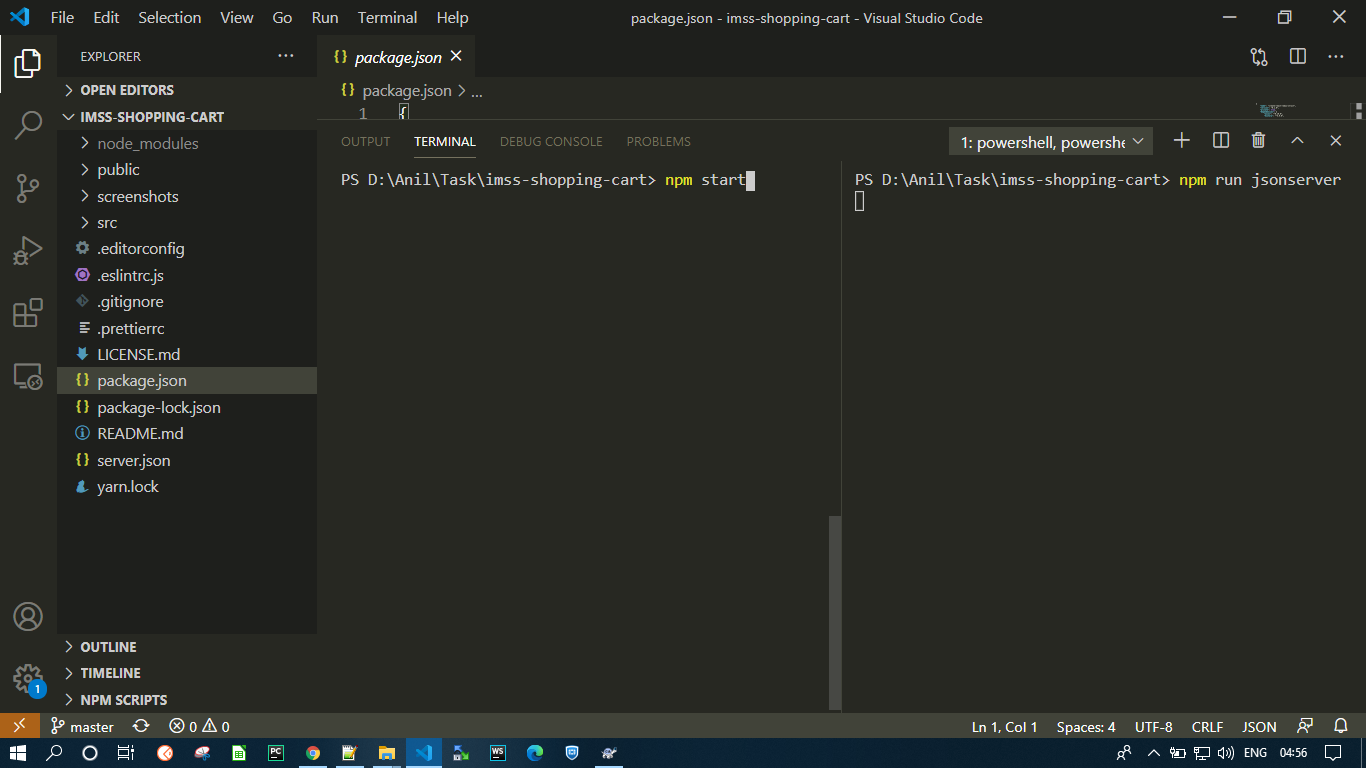 File Edit Selection View Go Run Terminal Help package.json - imss-shopping-cart - Visual Studio Code
EXPLORER
OPEN EDITORS
IMSS-SHOPPING-CART
node_modules
public
screenshots
src
.editorconfig
.eslintrc.js
.gitignore
.prettierrc
LICENSE.md
package.json
package-lock.json
README.md
server.json
yarn.lock
OUTLINE
TIMELINE
NPM SCRIPTS
{} package.json
{} package.json > ...
1 {
OUTPUT TERMINAL DEBUG CONSOLE PROBLEMS 1: powershell, powershe
PS D:\Anil\Task\imss-shopping-cart> npm start
PS D:\Anil\Task\imss-shopping-cart> npm run jsonserver
1
master 0 0 Ln 1, Col 1 Spaces: 4 UTF-8 CRLF JSON
PC WS ENG 04:56